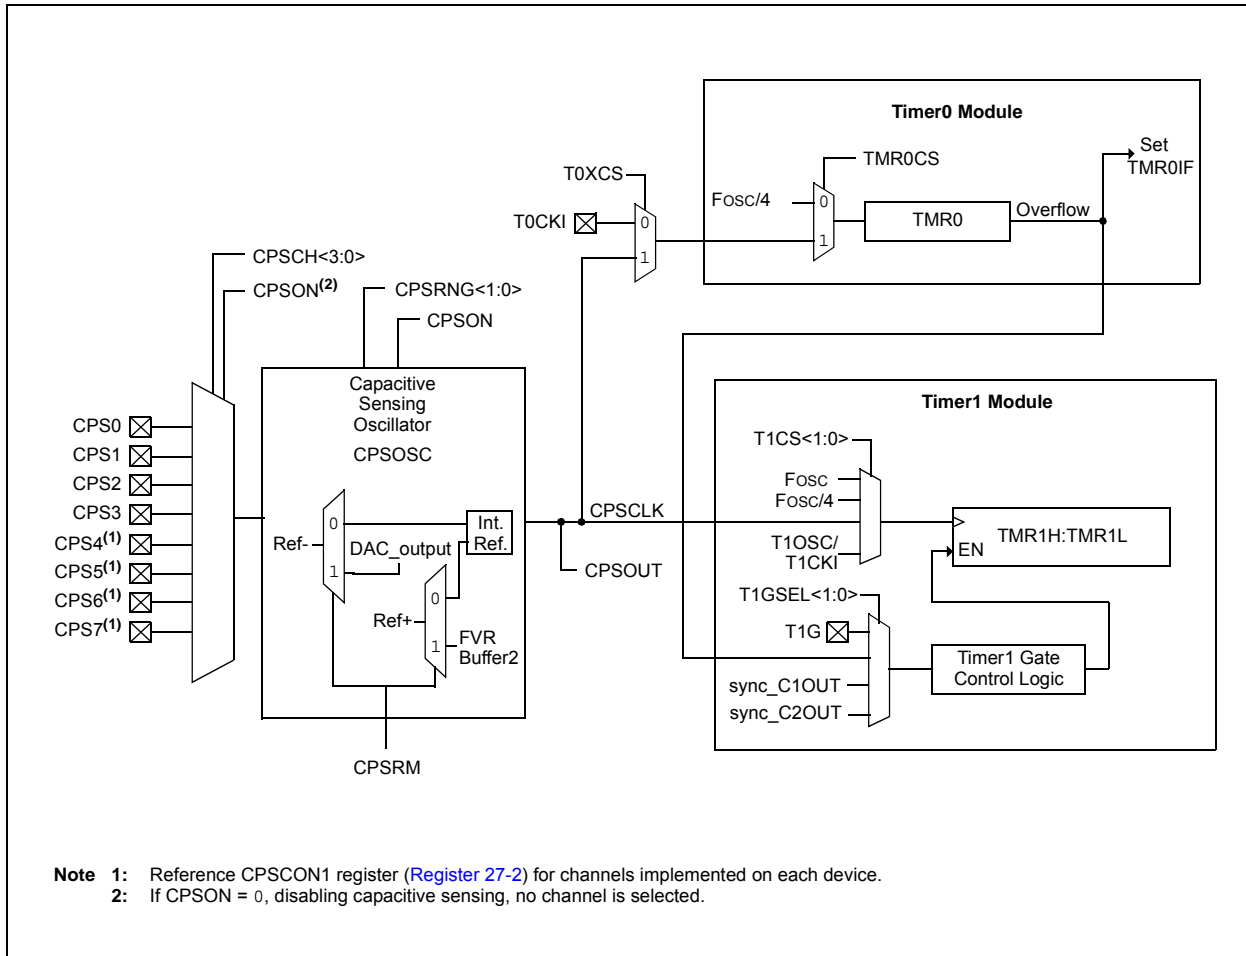 Timer0 Module
Set
TMR0IF
TMR0CS
T0XCS
FOSC/4
0
1
TMR0
Overflow
T0CKI
0
1
CPSCH<3:0>
CPSON(2)
CPSRNG<1:0>
CPSON
Capacitive
Sensing
Oscillator
CPSOSC
CPS0
CPS1
CPS2
CPS3
CPS4(1)
CPS5(1)
CPS6(1)
CPS7(1)
Ref-
0
1
DAC_output
Int.
Ref.
Ref+
0
1
FVR
Buffer2
CPSRM
CPSCLK
CPSOUT
Timer1 Module
T1CS<1:0>
FOSC
FOSC/4
T1OSC/
T1CKI
EN
TMR1H:TMR1L
T1GSEL<1:0>
T1G
sync_C1OUT
sync_C2OUT
Timer1 Gate
Control Logic
Note 1: Reference CPSCON1 register (Register 27-2) for channels implemented on each device.
2: If CPSON = 0, disabling capacitive sensing, no channel is selected.